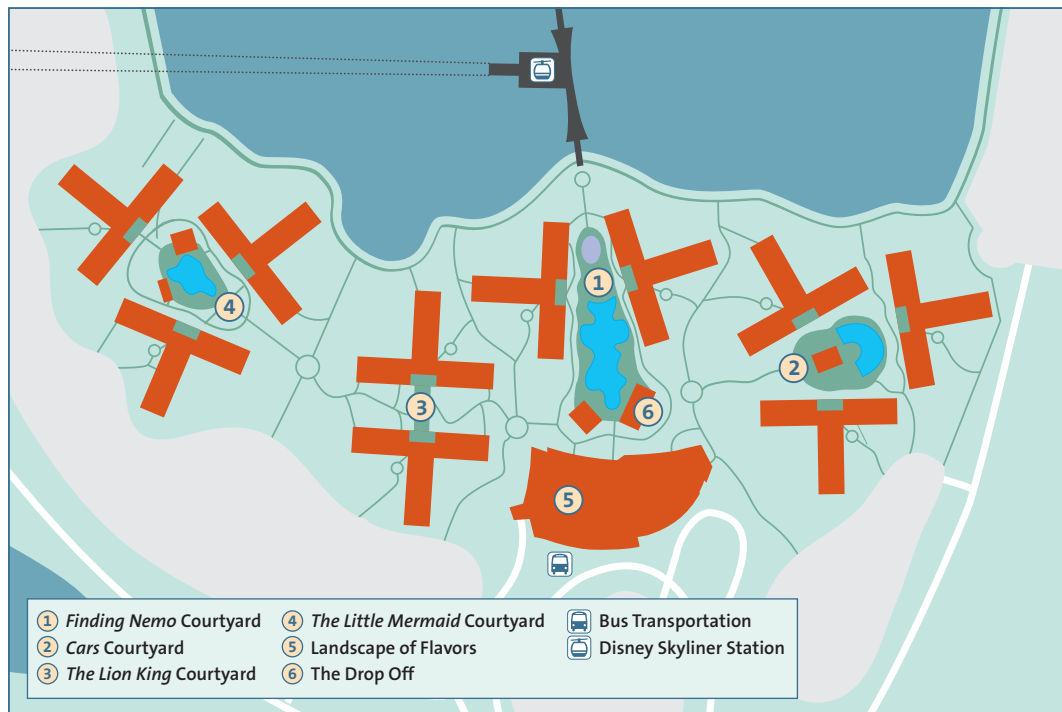 1
4
2
3
6
5
1 Finding Nemo Courtyard
2 Cars Courtyard
3 The Lion King Courtyard
4 The Little Mermaid Courtyard
5 Landscape of Flavors
6 The Drop Off
Bus Transportation
Disney Skyliner Station